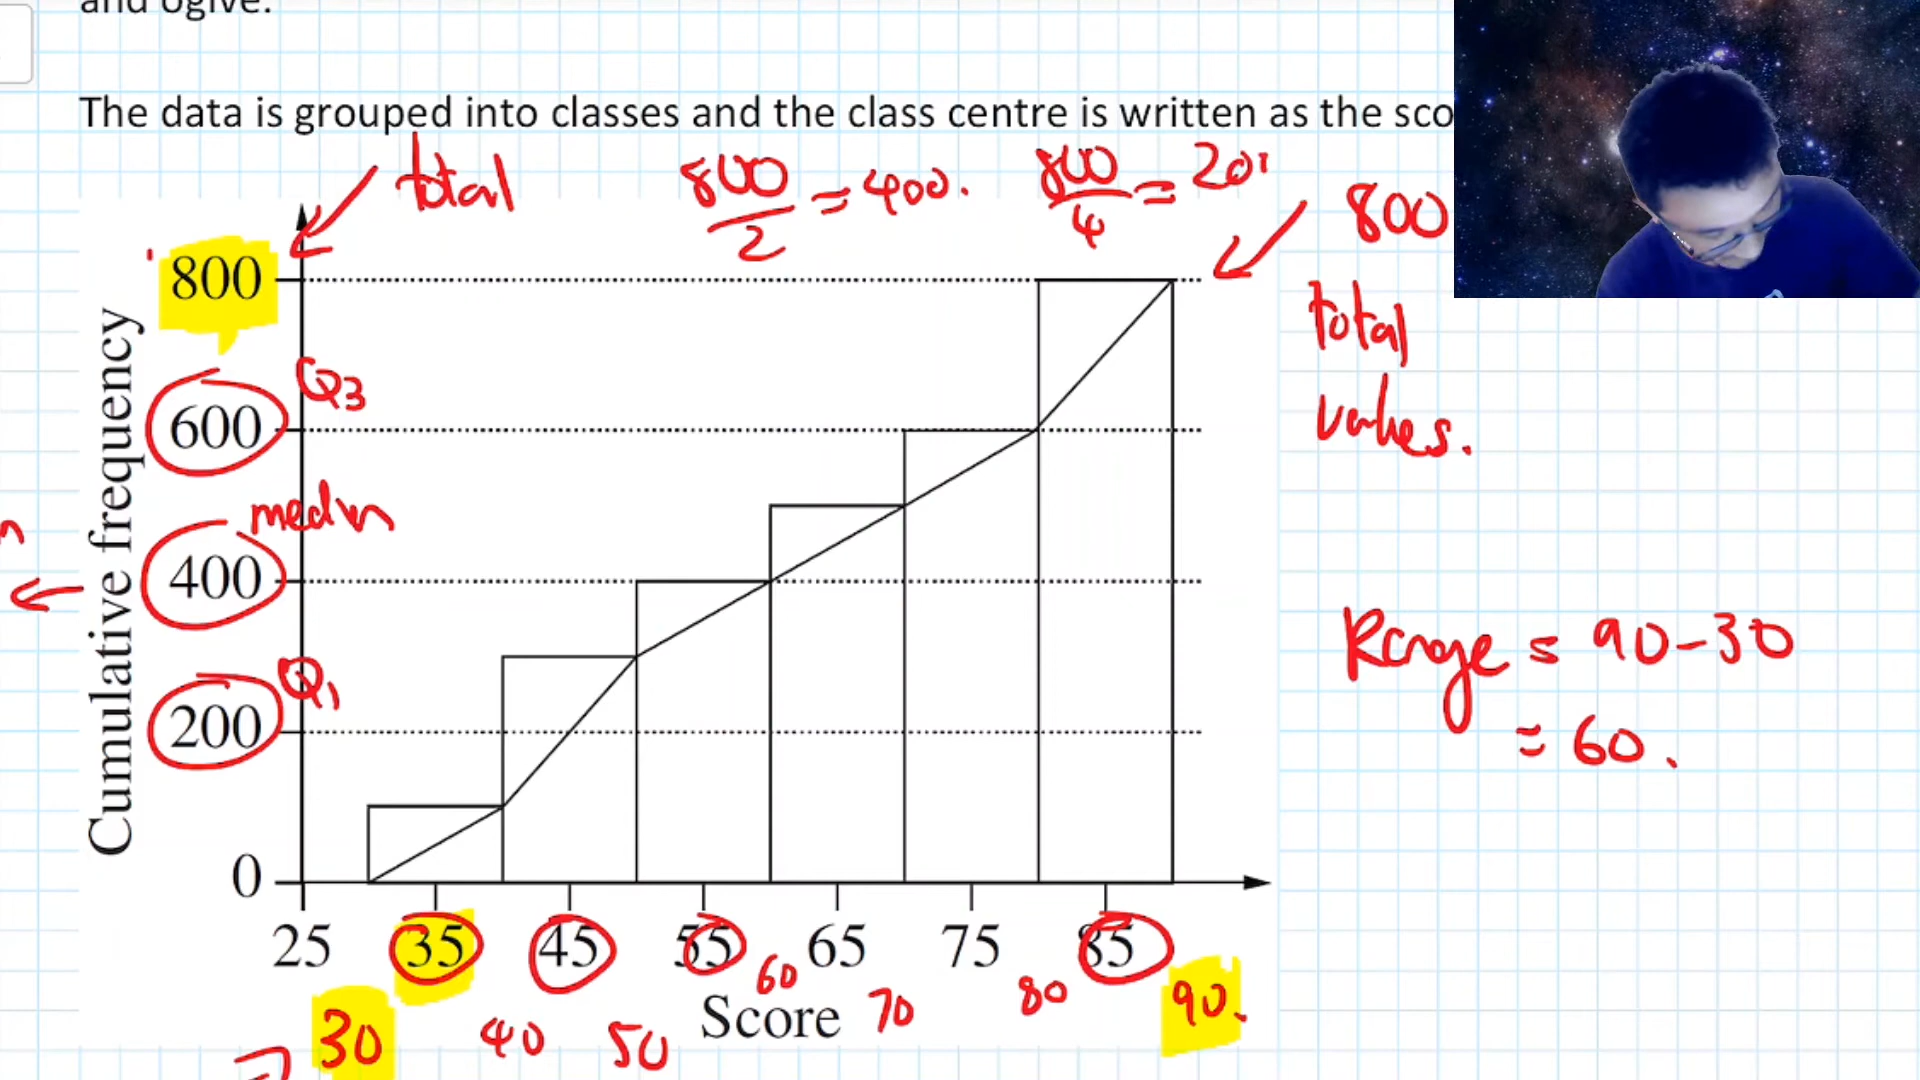 and ogive.
The data is grouped into classes and the class centre is written as the sco
total
800/2 = 400.
800/4 = 20
800
total
values.
800
600
Q3
400
median
200
Q1
0
Cumulative frequency
25 35 45 55 65 75 85
30 40 50 60 70 80 90.
Score
Range = 90-30
= 60.